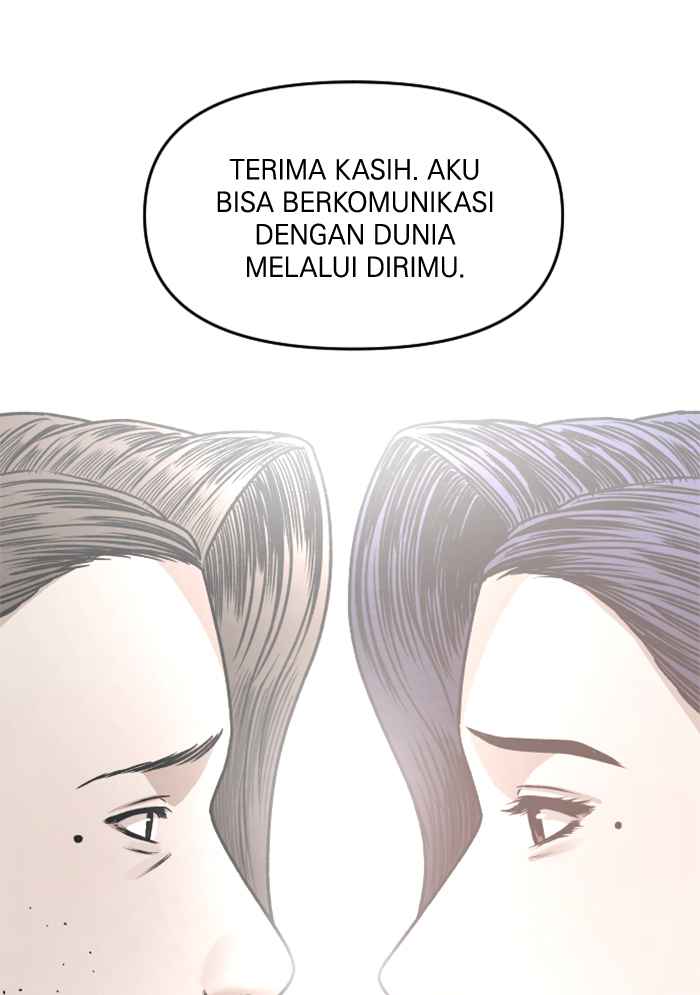 TERIMA KASIH. AKU
BISA BERKOMUNIKASI
DENGAN DUNIA
MELALUI DIRIMU.